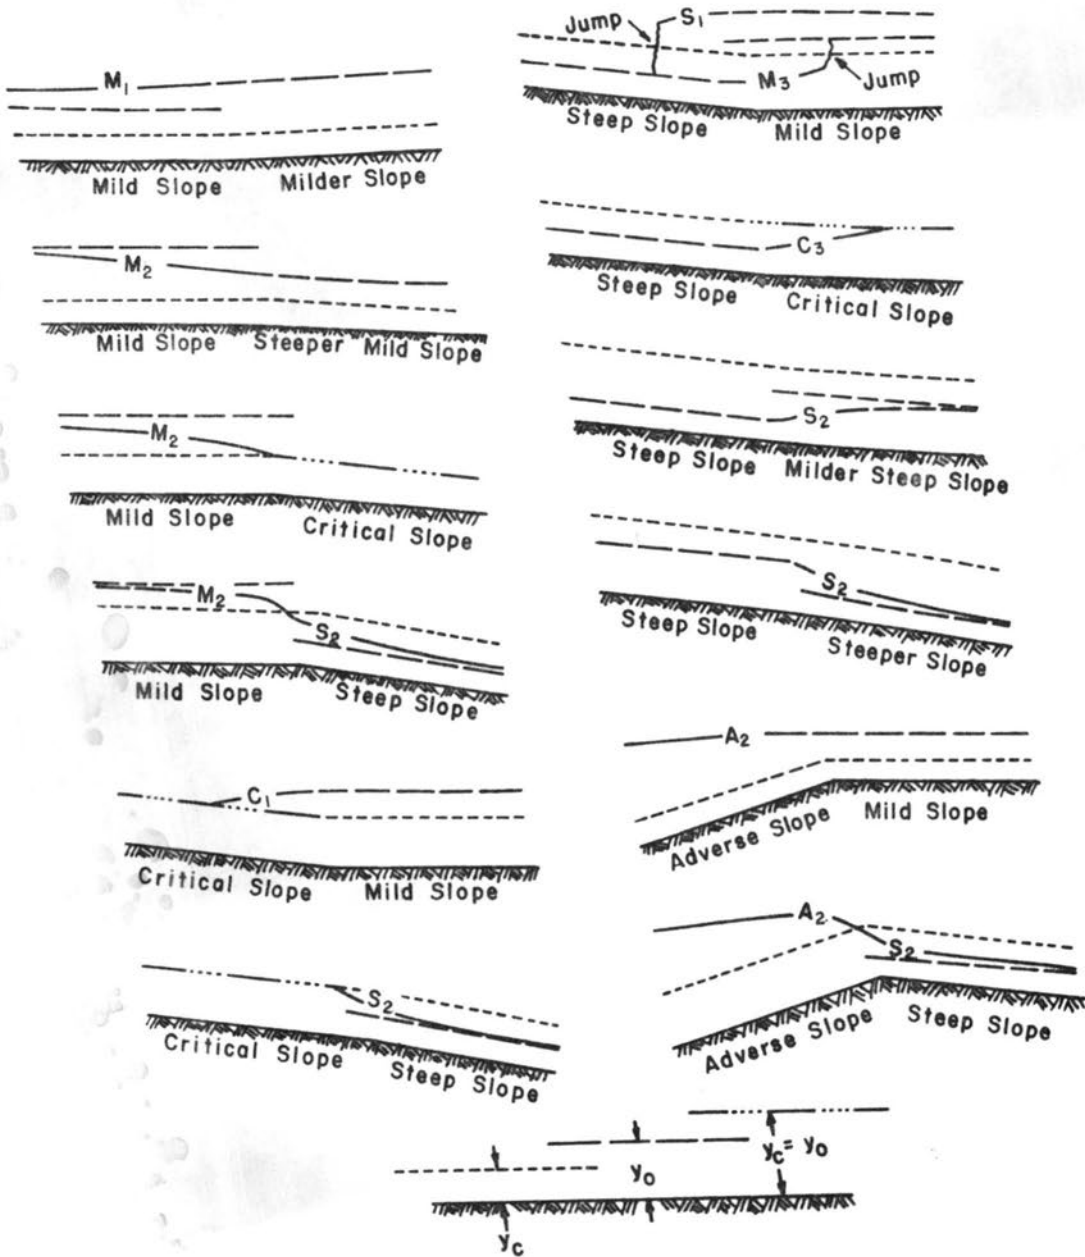 M1
Mild Slope Milder Slope
M2
Mild Slope Steeper Mild Slope
M2
Mild Slope Critical Slope
M2
S2
Mild Slope Steep Slope
C1
Critical Slope Mild Slope
S2
Critical Slope Steep Slope
Jump S1
M3 Jump
Steep Slope Mild Slope
C3
Steep Slope Critical Slope
S2
Steep Slope Milder Steep Slope
S2
Steep Slope Steeper Slope
A2
Adverse Slope Mild Slope
A2
S2
Adverse Slope Steep Slope
yc = yo
yo
yc